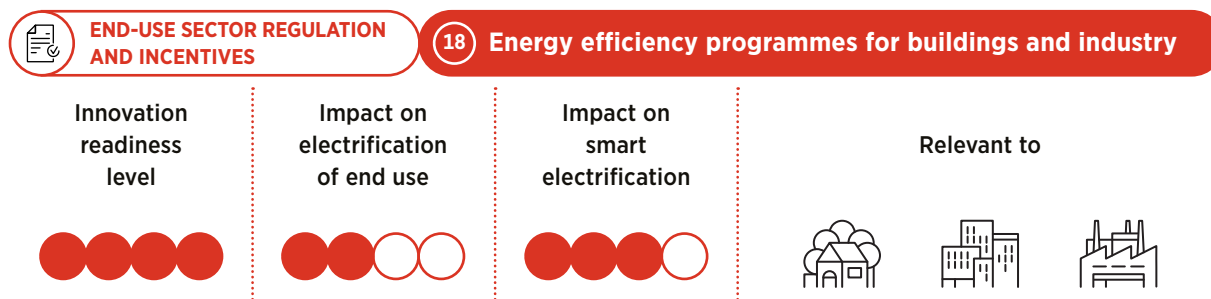 END-USE SECTOR REGULATION
AND INCENTIVES
18 Energy efficiency programmes for buildings and industry
Innovation
readiness
level
Impact on
electrification
of end use
Impact on
smart
electrification
Relevant to